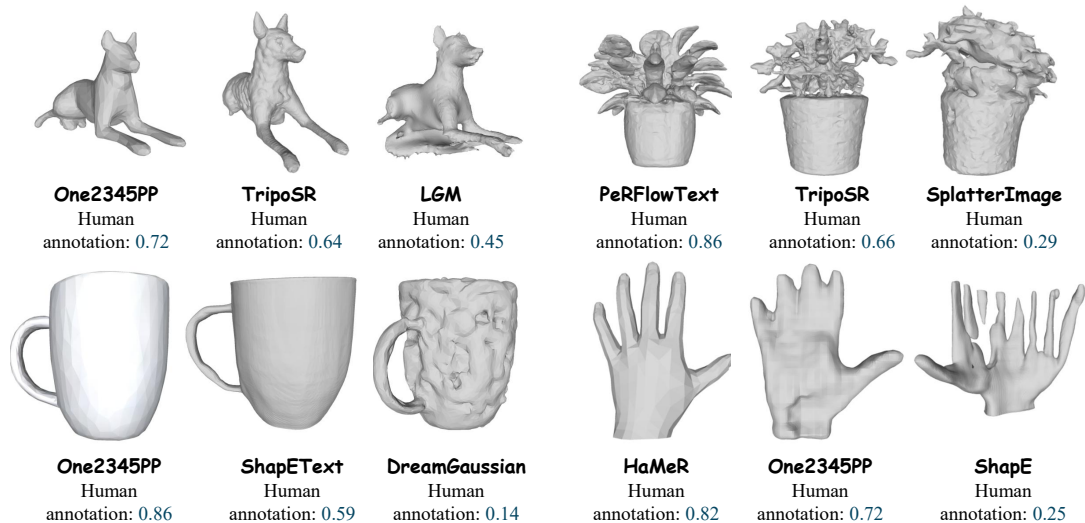 One2345PP
Human
annotation: 0.72
TripoSR
Human
annotation: 0.64
LGM
Human
annotation: 0.45
PeRFlowText
Human
annotation: 0.86
TripoSR
Human
annotation: 0.66
SplatterImage
Human
annotation: 0.29
One2345PP
Human
annotation: 0.86
ShapEText
Human
annotation: 0.59
DreamGaussian
Human
annotation: 0.14
HaMeR
Human
annotation: 0.82
One2345PP
Human
annotation: 0.72
ShapE
Human
annotation: 0.25